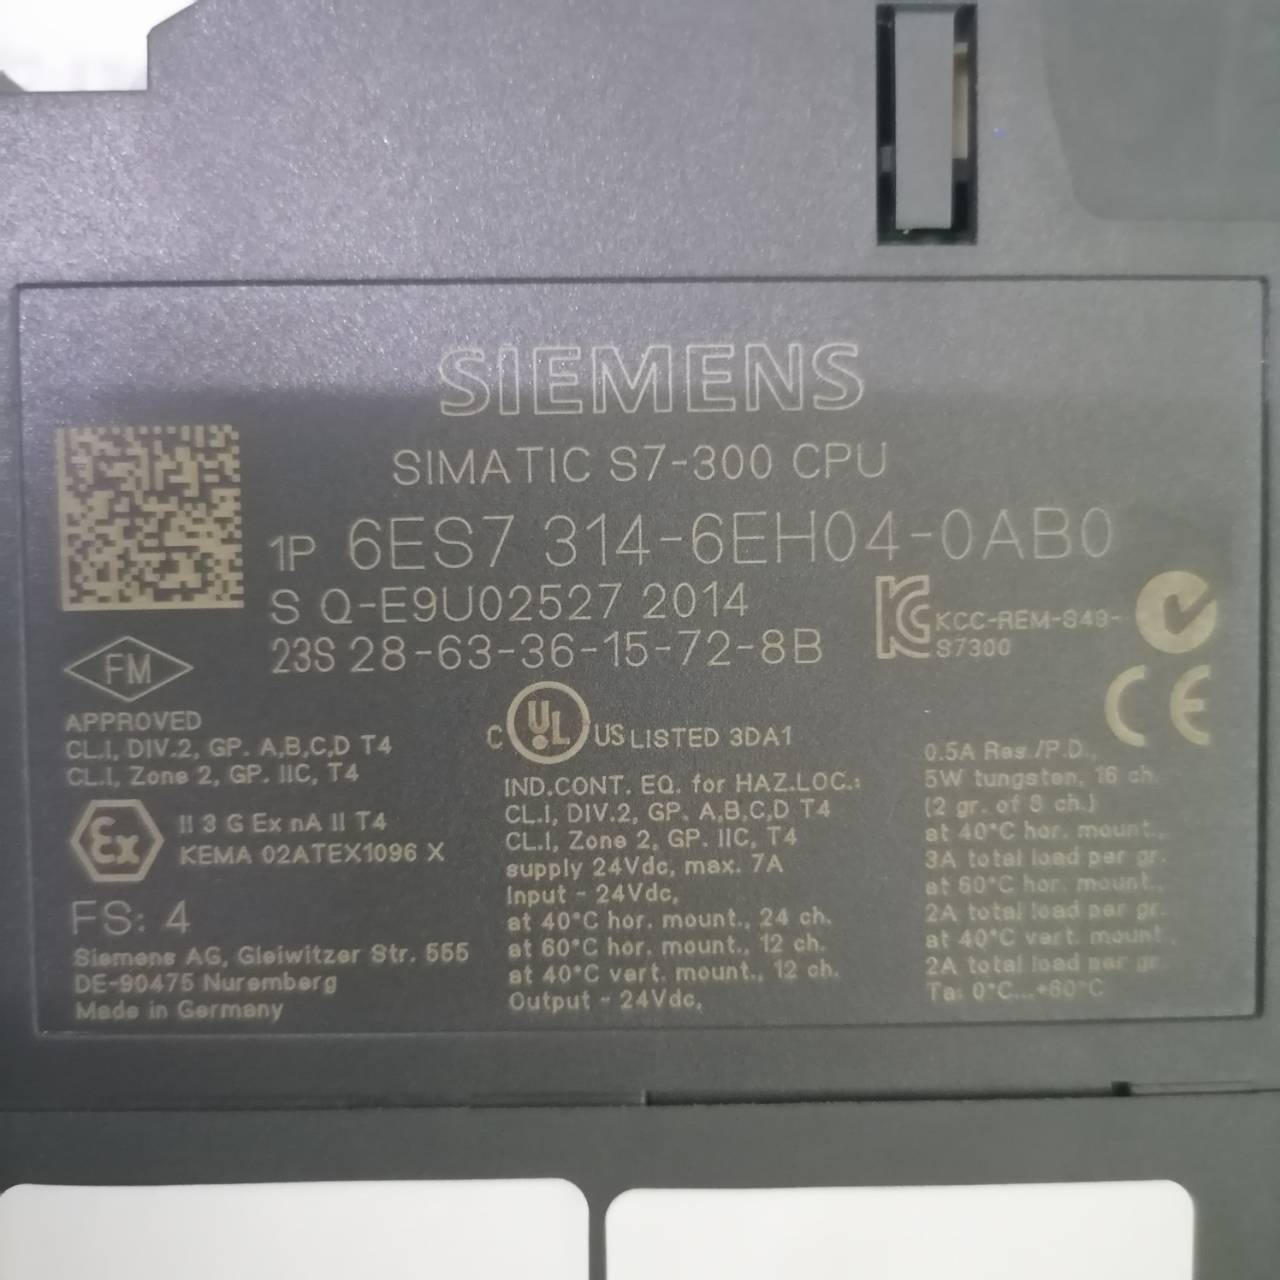 SIEMENS
SIMATIC S7-300 CPU
1P 6ES7 314-6EH04-0AB0
S Q-E9U02527 2014
23S 28-63-36-15-72-8B
KCC-REM-S49-
S7300
FM
APPROVED
CL.I, DIV.2, GP. A,B,C,D T4
CL.I, Zone 2, GP. IIC, T4
Ex
II 3 G Ex nA II T4
KEMA 02ATEX1096 X
FS: 4
Siemens AG, Gleiwitzer Str. 555
DE-90475 Nuremberg
Made in Germany
C UL US LISTED 3DA1
IND.CONT. EQ. for HAZ.LOC.:
CL.I, DIV.2, GP. A,B,C,D T4
CL.I, Zone 2, GP. IIC, T4
supply 24Vdc, max. 7A
Input - 24Vdc,
at 40°C hor. mount., 24 ch.
at 60°C hor. mount., 12 ch.
at 40°C vert. mount., 12 ch.
Output - 24Vdc,
CE
0.5A Res./P.D.,
5W tungsten, 16 ch.
(2 gr. of 8 ch.)
at 40°C hor. mount.,
3A total load per gr.
at 60°C hor. mount.,
2A total load per gr.
at 40°C vert. mount.,
2A total load per gr.
Ta: 0°C...+60°C